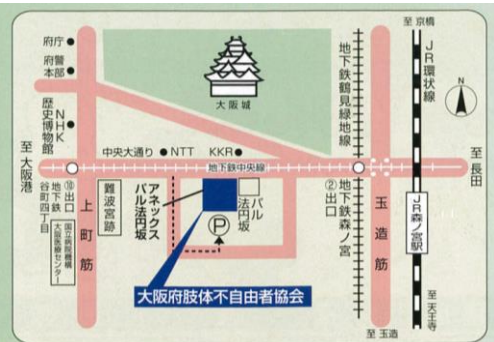 至 京橋
府庁
府警
本部
大阪城
地下鉄鶴見緑地線
JR環状線
N
NHK
歴史博物館
中央大通り
NTT
KKR
至 大阪港
地下鉄中央線
至 長田
⑩出口
地下鉄
谷町四丁目
国立病院機構
大阪医療センター
上町筋
難波宮跡
アネックス
パル法円坂
パル
法円坂
P
②出口
地下鉄森ノ宮
玉造筋
JR森ノ宮駅
大阪府肢体不自由者協会
至 天王寺
至 玉造